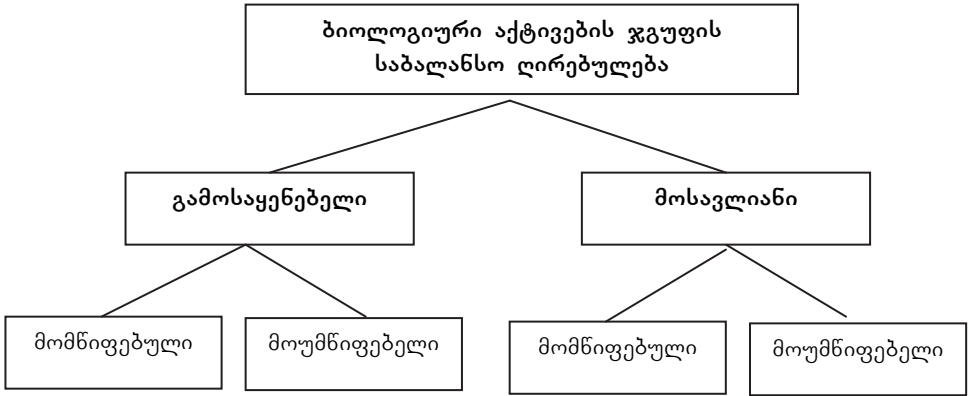 ბიოლოგიური აქტივების ჯგუფის
საბალანსო ღირებულება
გამოსაყენებელი
მოსავლიანი
მომწიფებული
მოუმწიფებელი
მომწიფებული
მოუმწიფებელი